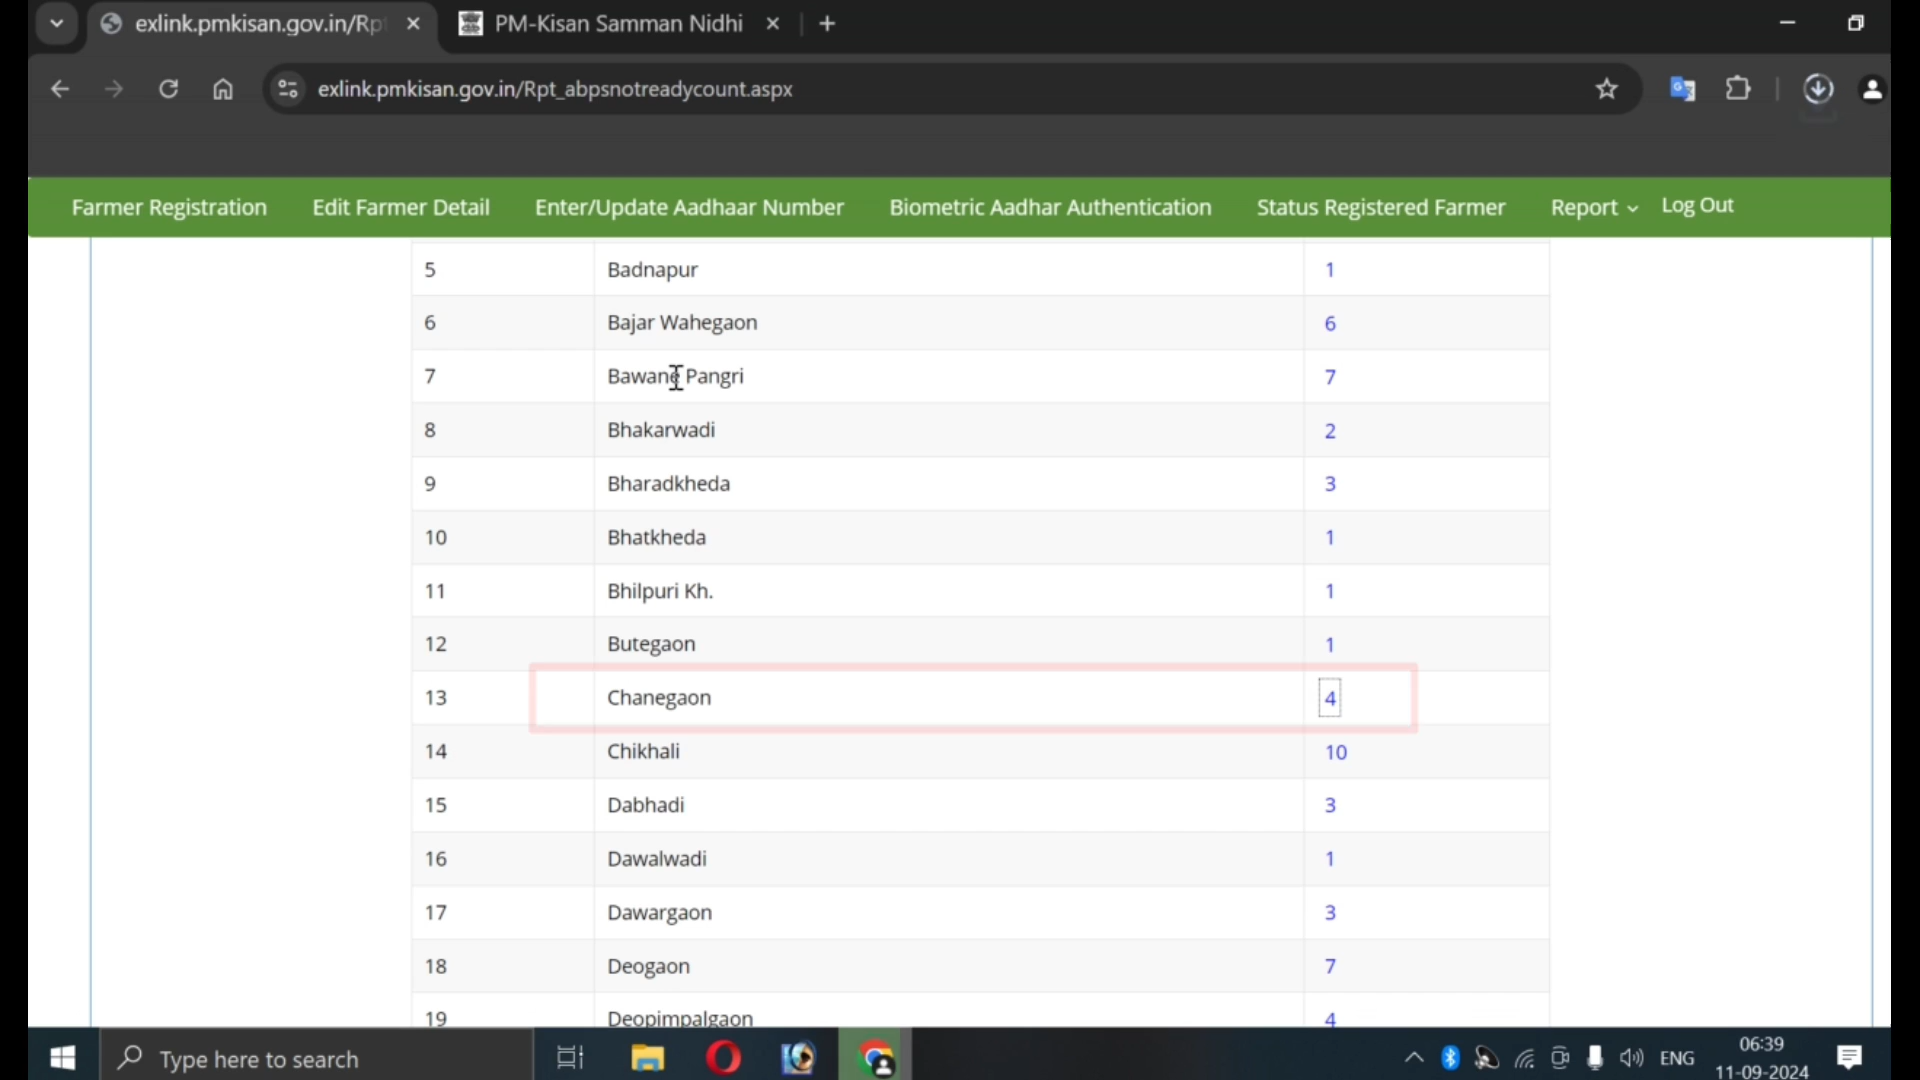 exlink.pmkisan.gov.in/Rpt
PM-Kisan Samman Nidhi
exlink.pmkisan.gov.in/Rpt_abpsnotreadycount.aspx
Farmer Registration Edit Farmer Detail Enter/Update Aadhaar Number Biometric Aadhar Authentication Status Registered Farmer Report Log Out
5 Badnapur 1
6 Bajar Wahegaon 6
7 Bawane Pangri 7
8 Bhakarwadi 2
9 Bharadkheda 3
10 Bhatkheda 1
11 Bhilpuri Kh. 1
12 Butegaon 1
13 Chanegaon 4
14 Chikhali 10
15 Dabhadi 3
16 Dawalwadi 1
17 Dawargaon 3
18 Deogaon 7
19 Deopimpalgaon 4
Type here to search
ENG
06:39
11-09-2024